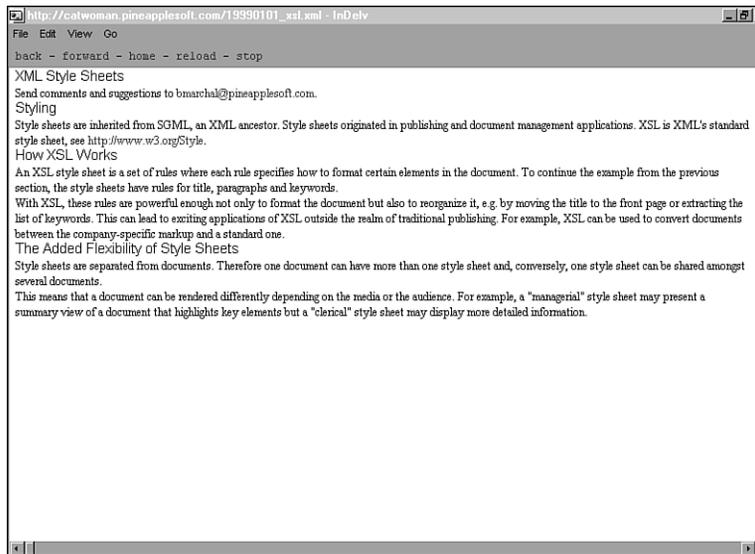 http://catwoman.pineapplesoft.com/19990101_xsl.xml - InDelv
File Edit View Go
back - forward - home - reload - stop
XML Style Sheets
Send comments and suggestions to bmarchal@pineapplesoft.com.
Styling
Style sheets are inherited from SGML, an XML ancestor. Style sheets originated in publishing and document management applications. XSL is XML's standard
style sheet, see http://www.w3.org/Style.
How XSL Works
An XSL style sheet is a set of rules where each rule specifies how to format certain elements in the document. To continue the example from the previous
section, the style sheets have rules for title, paragraphs and keywords.
With XSL, these rules are powerful enough not only to format the document but also to reorganize it, e.g. by moving the title to the front page or extracting the
list of keywords. This can lead to exciting applications of XSL outside the realm of traditional publishing. For example, XSL can be used to convert documents
between the company-specific markup and a standard one.
The Added Flexibility of Style Sheets
Style sheets are separated from documents. Therefore one document can have more than one style sheet and, conversely, one style sheet can be shared amongst
several documents.
This means that a document can be rendered differently depending on the media or the audience. For example, a "managerial" style sheet may present a
summary view of a document that highlights key elements but a "clerical" style sheet may display more detailed information.